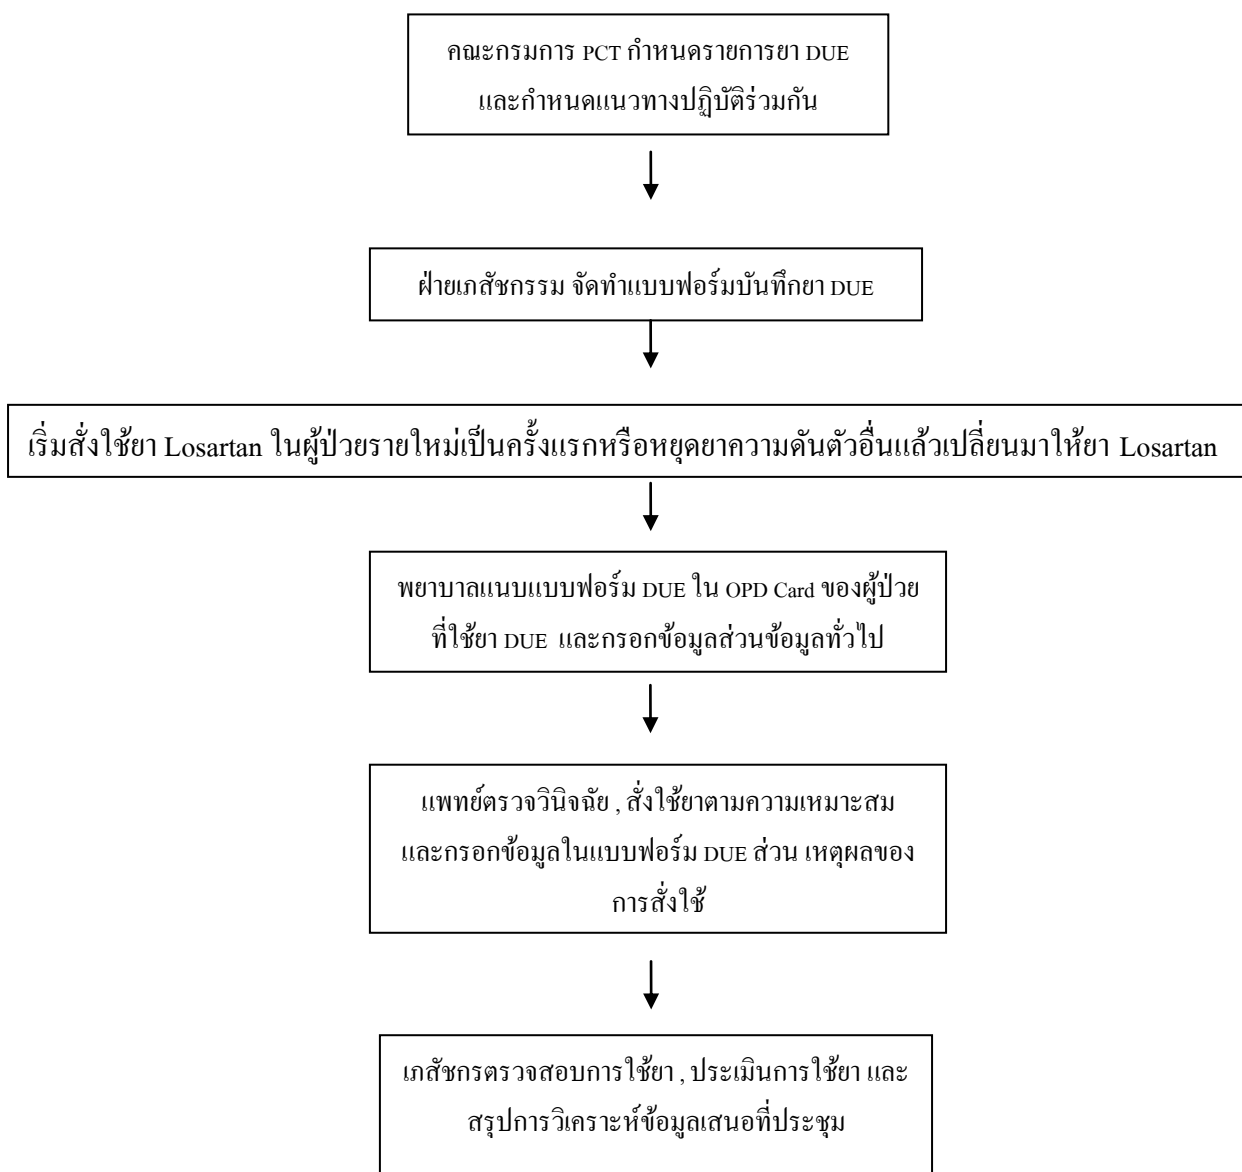 คณะกรมการ PCT กำหนดรายการยา DUE
และกำหนดแนวทางปฏิบัติร่วมกัน
ฝ่ายเภสัชกรรม จัดทำแบบฟอร์มบันทึกยา DUE
เริ่มสั่งใช้ยา Losartan ในผู้ป่วยรายใหม่เป็นครั้งแรกหรือหยุดยาความดันตัวอื่นแล้วเปลี่ยนมาให้ยา Losartan
พยาบาลแนบแบบฟอร์ม DUE ใน OPD Card ของผู้ป่วย
ที่ใช้ยา DUE และกรอกข้อมูลส่วนข้อมูลทั่วไป
แพทย์ตรวจวินิจฉัย , สั่งใช้ยาตามความเหมาะสม
และกรอกข้อมูลในแบบฟอร์ม DUE ส่วน เหตุผลของ
การสั่งใช้
เภสัชกรตรวจสอบการใช้ยา , ประเมินการใช้ยา และ
สรุปการวิเคราะห์ข้อมูลเสนอที่ประชุม